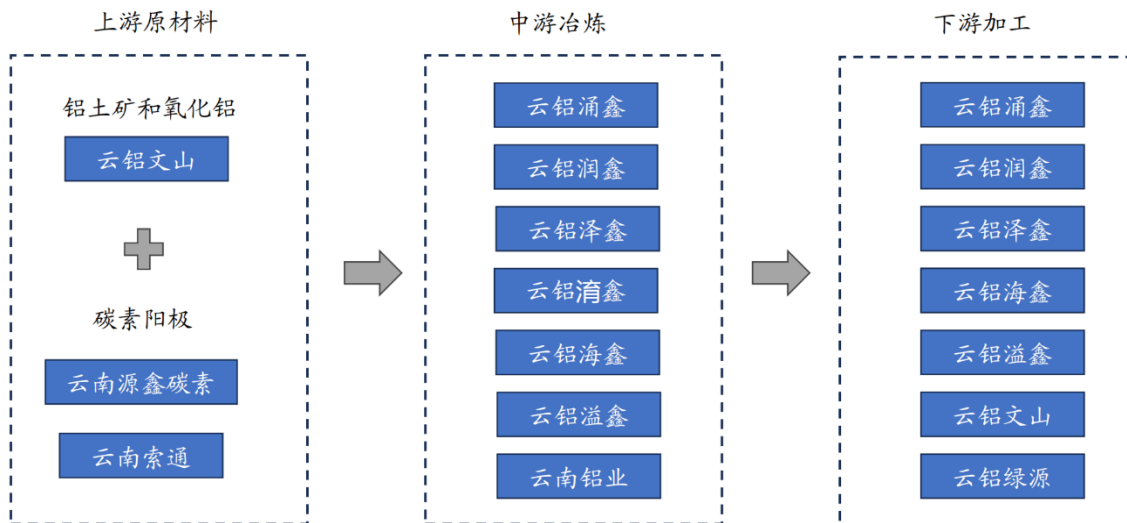 上游原材料
铝土矿和氧化铝
云铝文山
碳素阳极
云南源鑫碳素
云南索通
中游冶炼
云铝涌鑫
云铝润鑫
云铝泽鑫
云铝淯鑫
云铝海鑫
云铝溢鑫
云南铝业
下游加工
云铝涌鑫
云铝润鑫
云铝泽鑫
云铝海鑫
云铝溢鑫
云铝文山
云铝绿源